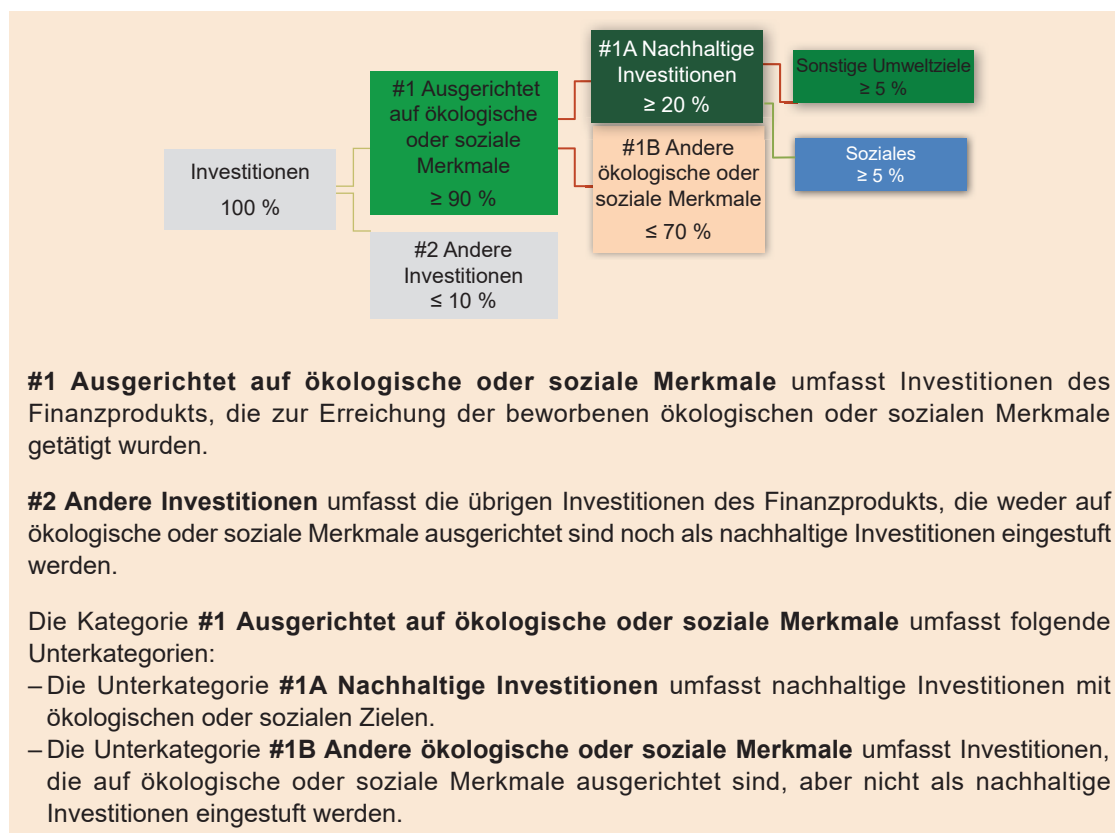 Investitionen
100 %
#1 Ausgerichtet
auf ökologische
oder soziale
Merkmale
≥ 90 %
#2 Andere
Investitionen
≤ 10 %
#1A Nachhaltige
Investitionen
≥ 20 %
#1B Andere
ökologische oder
soziale Merkmale
≤ 70 %
Sonstige Umweltziele
≥ 5 %
Soziales
≥ 5 %
#1 Ausgerichtet auf ökologische oder soziale Merkmale umfasst Investitionen des
Finanzprodukts, die zur Erreichung der beworbenen ökologischen oder sozialen Merkmale
getätigt wurden.
#2 Andere Investitionen umfasst die übrigen Investitionen des Finanzprodukts, die weder auf
ökologische oder soziale Merkmale ausgerichtet sind noch als nachhaltige Investitionen eingestuft
werden.
Die Kategorie #1 Ausgerichtet auf ökologische oder soziale Merkmale umfasst folgende
Unterkategorien:
– Die Unterkategorie #1A Nachhaltige Investitionen umfasst nachhaltige Investitionen mit
ökologischen oder sozialen Zielen.
– Die Unterkategorie #1B Andere ökologische oder soziale Merkmale umfasst Investitionen,
die auf ökologische oder soziale Merkmale ausgerichtet sind, aber nicht als nachhaltige
Investitionen eingestuft werden.